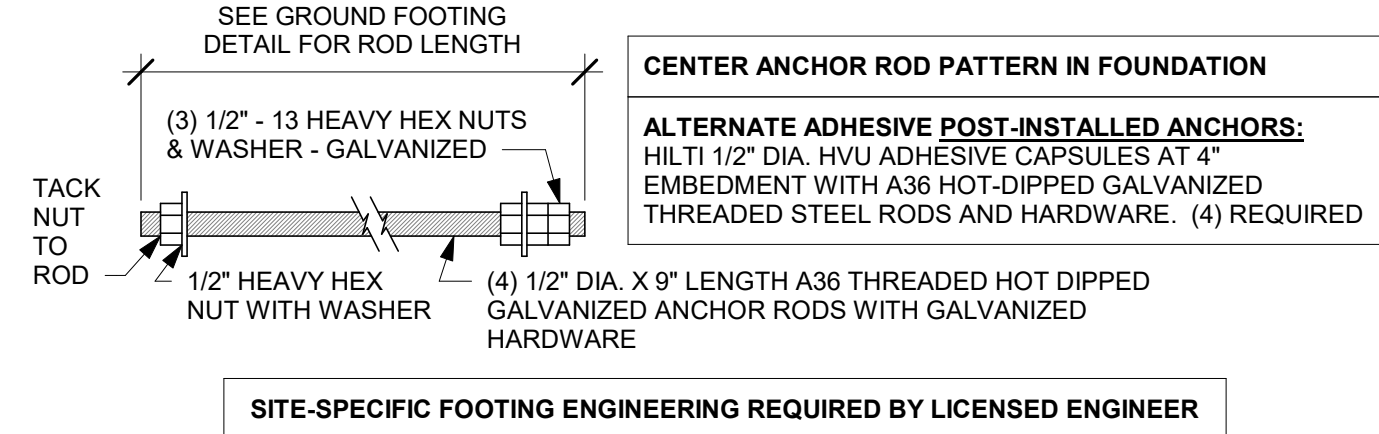 SEE GROUND FOOTING
DETAIL FOR ROD LENGTH
(3) 1/2" - 13 HEAVY HEX NUTS
& WASHER - GALVANIZED
TACK
NUT
TO
ROD
1/2" HEAVY HEX
NUT WITH WASHER
(4) 1/2" DIA. X 9" LENGTH A36 THREADED HOT DIPPED
GALVANIZED ANCHOR RODS WITH GALVANIZED
HARDWARE
CENTER ANCHOR ROD PATTERN IN FOUNDATION
ALTERNATE ADHESIVE POST-INSTALLED ANCHORS:
HILTI 1/2" DIA. HVU ADHESIVE CAPSULES AT 4"
EMBEDMENT WITH A36 HOT-DIPPED GALVANIZED
THREADED STEEL RODS AND HARDWARE. (4) REQUIRED
SITE-SPECIFIC FOOTING ENGINEERING REQUIRED BY LICENSED ENGINEER